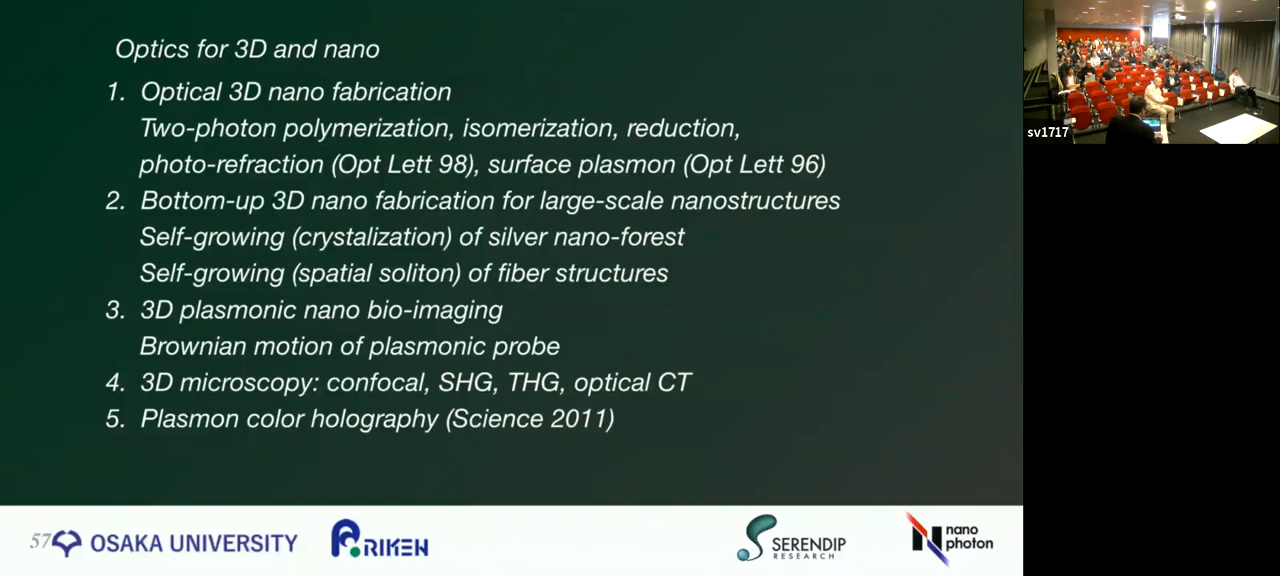 Optics for 3D and nano
1. Optical 3D nano fabrication
Two-photon polymerization, isomerization, reduction,
photo-refraction (Opt Lett 98), surface plasmon (Opt Lett 96)
2. Bottom-up 3D nano fabrication for large-scale nanostructures
Self-growing (crystalization) of silver nano-forest
Self-growing (spatial soliton) of fiber structures
3. 3D plasmonic nano bio-imaging
Brownian motion of plasmonic probe
4. 3D microscopy: confocal, SHG, THG, optical CT
5. Plasmon color holography (Science 2011)
57 OSAKA UNIVERSITY
RIKEN
SERENDIP
RESEARCH
nano
photon
sv1717